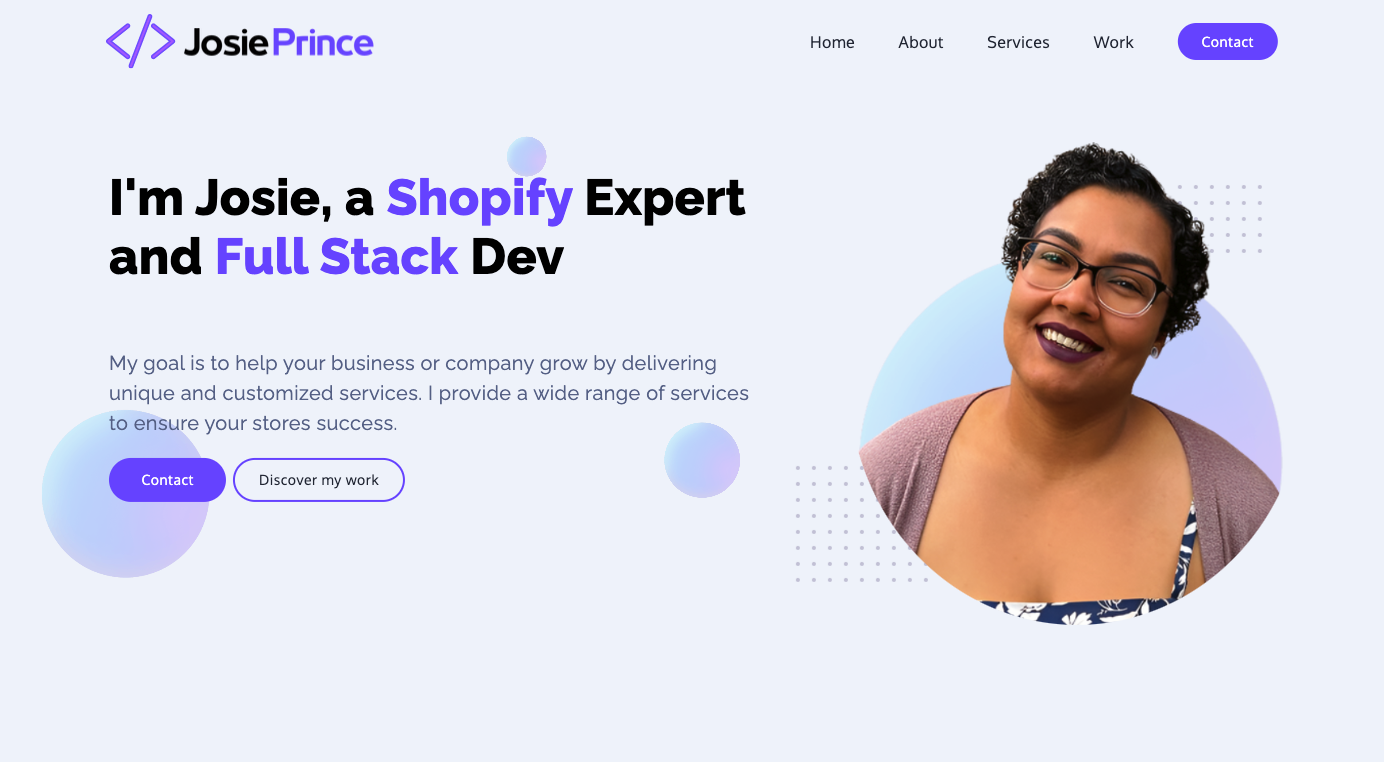 </> Josie Prince
Home About Services Work Contact
I'm Josie, a Shopify Expert
and Full Stack Dev
My goal is to help your business or company grow by delivering
unique and customized services. I provide a wide range of services
to ensure your stores success.
Contact Discover my work